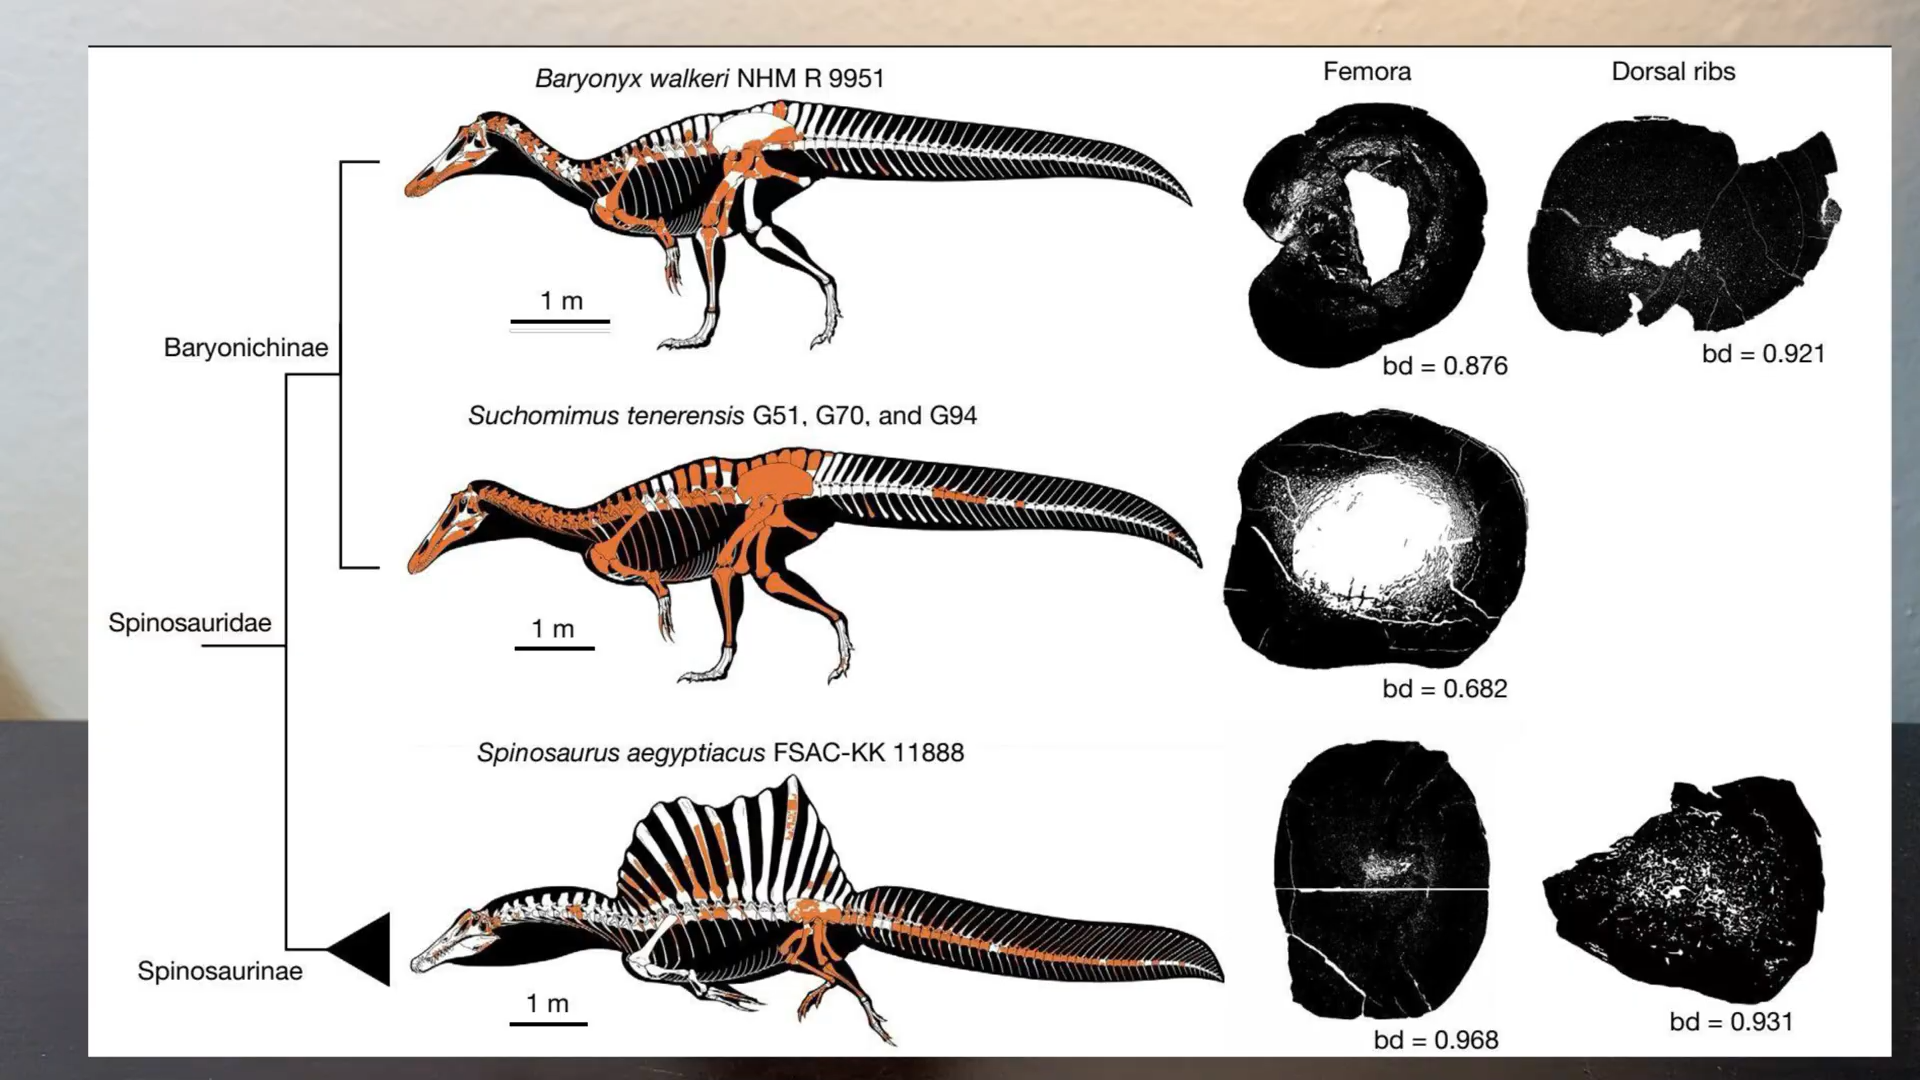 Baryonyx walkeri NHM R 9951
Femora
Dorsal ribs
1 m
bd = 0.876
bd = 0.921
Baryonichinae
Suchomimus tenerensis G51, G70, and G94
1 m
bd = 0.682
Spinosauridae
Spinosaurus aegyptiacus FSAC-KK 11888
Spinosaurinae
1 m
bd = 0.968
bd = 0.931